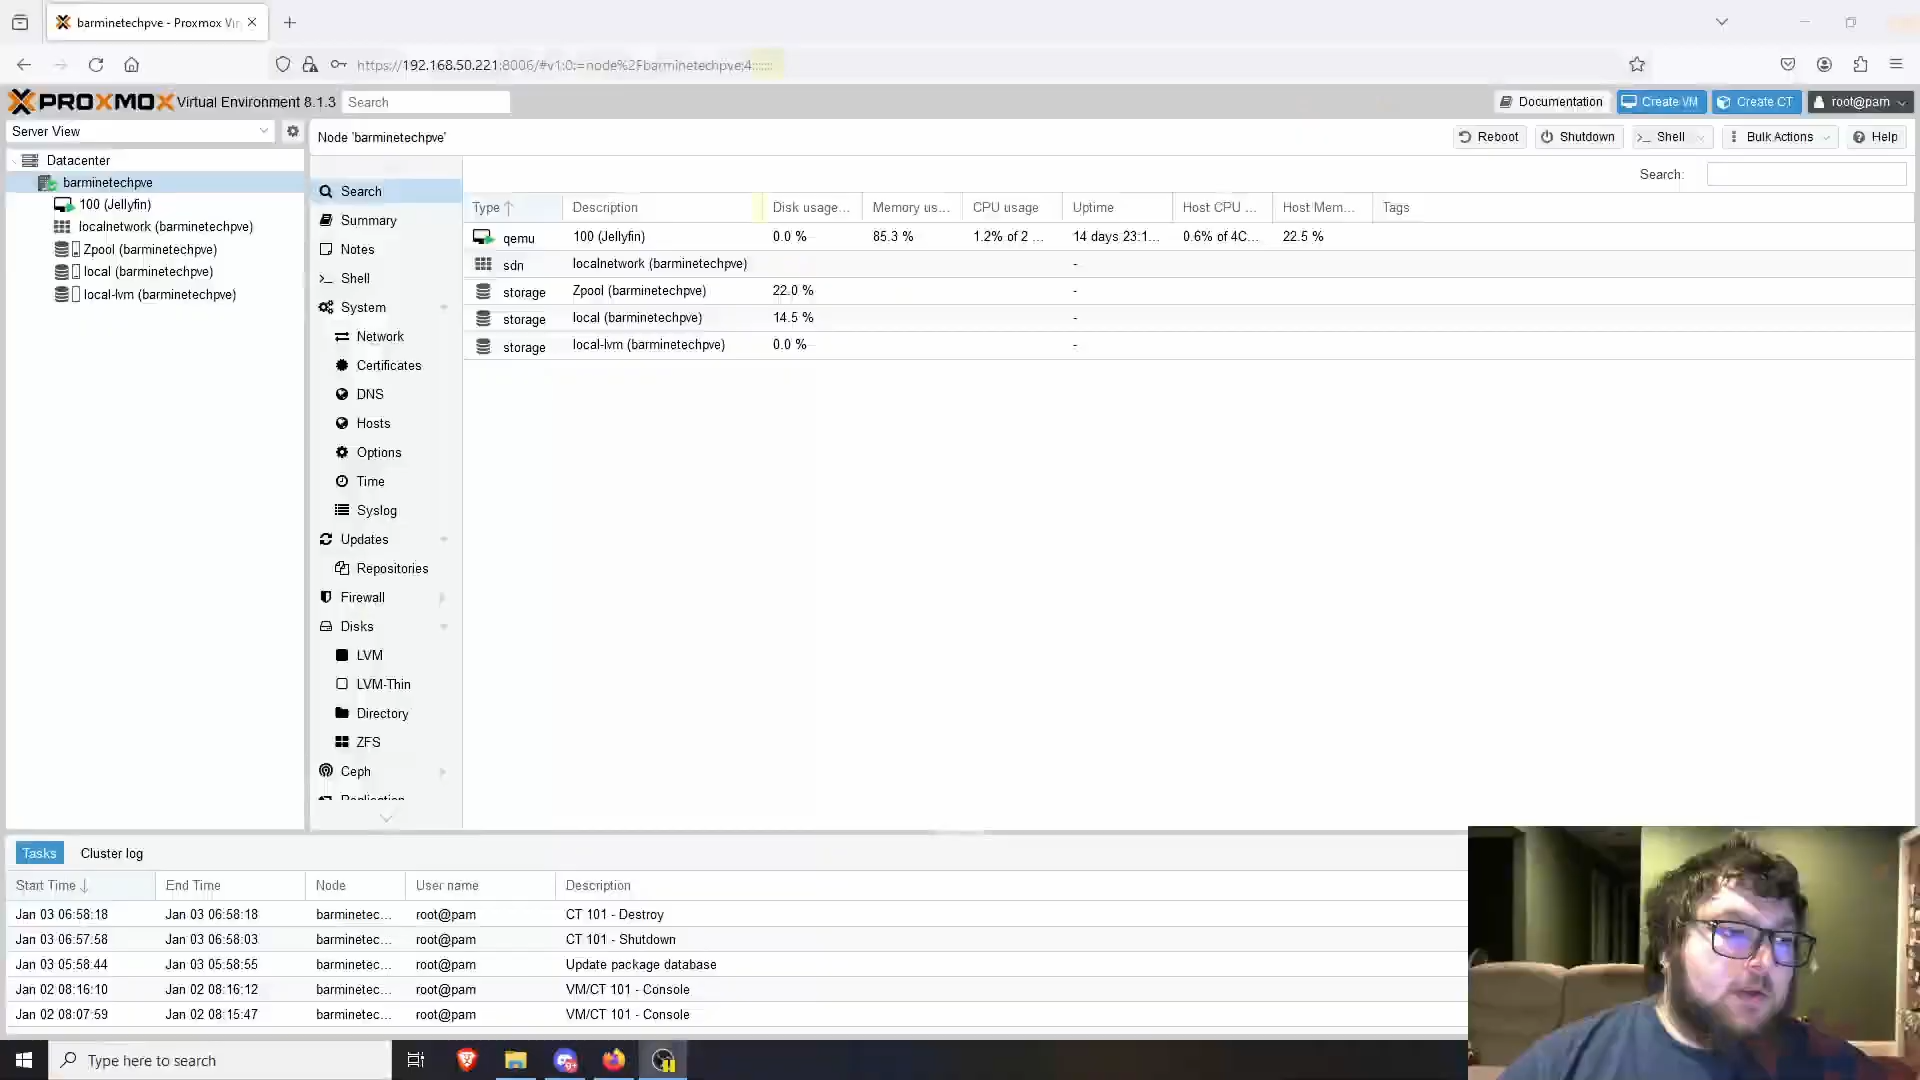 barminetechpve - Proxmox Vir
https://192.168.50.221:8006/#v1:0:=node%2Fbarminetechpve:4:::::::
PROXMOX Virtual Environment 8.1.3
Search
Documentation
Create VM
Create CT
root@pam
Server View
Node 'barminetechpve'
Reboot
Shutdown
Shell
Bulk Actions
Help
Datacenter
barminetechpve
100 (Jellyfin)
localnetwork (barminetechpve)
Zpool (barminetechpve)
local (barminetechpve)
local-lvm (barminetechpve)
Search
Summary
Notes
Shell
System
Network
Certificates
DNS
Hosts
Options
Time
Syslog
Updates
Repositories
Firewall
Disks
LVM
LVM-Thin
Directory
ZFS
Ceph
Replication
Search:
Type Description Disk usage... Memory us... CPU usage Uptime Host CPU ... Host Mem... Tags
qemu 100 (Jellyfin) 0.0 % 85.3 % 1.2% of 2 ... 14 days 23:1... 0.6% of 4C... 22.5 %
sdn localnetwork (barminetechpve) -
storage Zpool (barminetechpve) 22.0 % -
storage local (barminetechpve) 14.5 % -
storage local-lvm (barminetechpve) 0.0 % -
Tasks Cluster log
Start Time End Time Node User name Description
Jan 03 06:58:18 Jan 03 06:58:18 barminetec... root@pam CT 101 - Destroy
Jan 03 06:57:58 Jan 03 06:58:03 barminetec... root@pam CT 101 - Shutdown
Jan 03 05:58:44 Jan 03 05:58:55 barminetec... root@pam Update package database
Jan 02 08:16:10 Jan 02 08:16:12 barminetec... root@pam VM/CT 101 - Console
Jan 02 08:07:59 Jan 02 08:15:47 barminetec... root@pam VM/CT 101 - Console
Type here to search